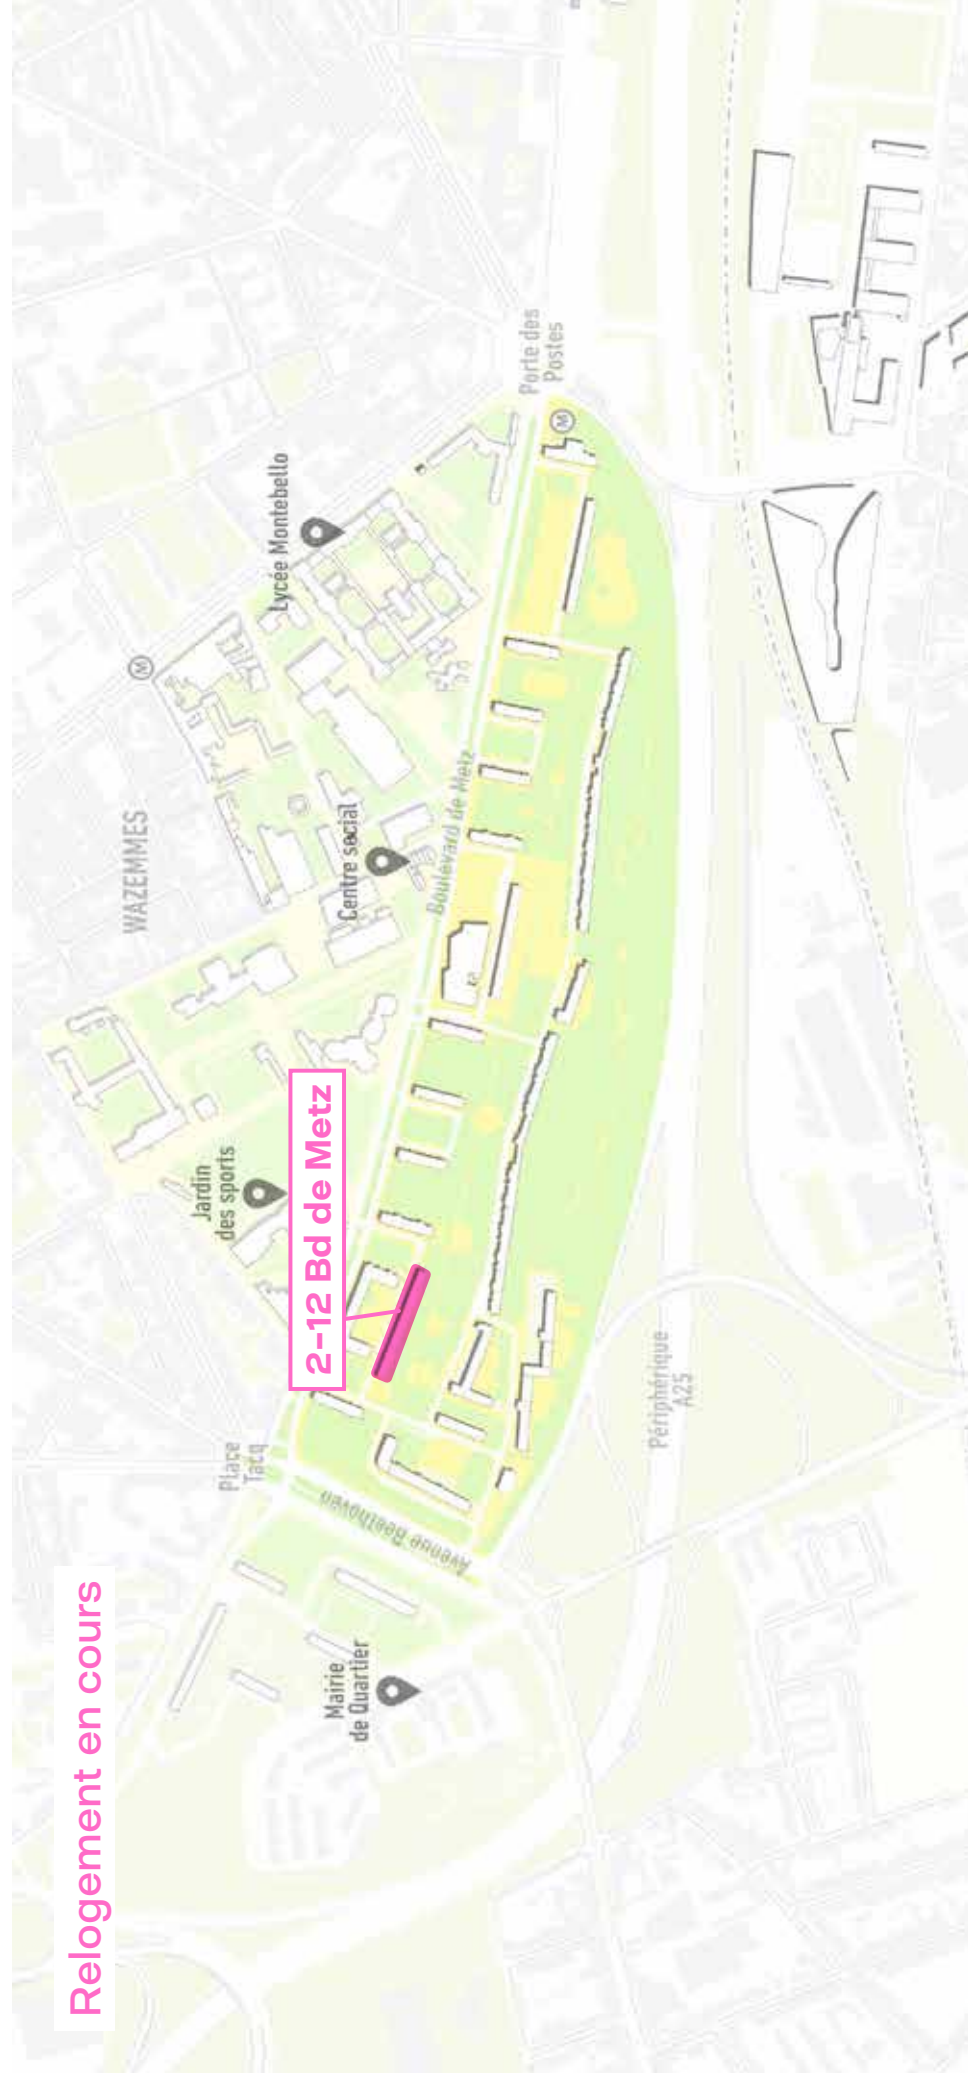 Relogement en cours
WAZEMMES
Lycée Montebello
Centre social
Jardin
des sports
2–12 Bd de Metz
Boulevard de Metz
Porte des
Postes
M
M
Place
Tacq
Avenue Beethoven
Mairie
de Quartier
Périphérique
A25